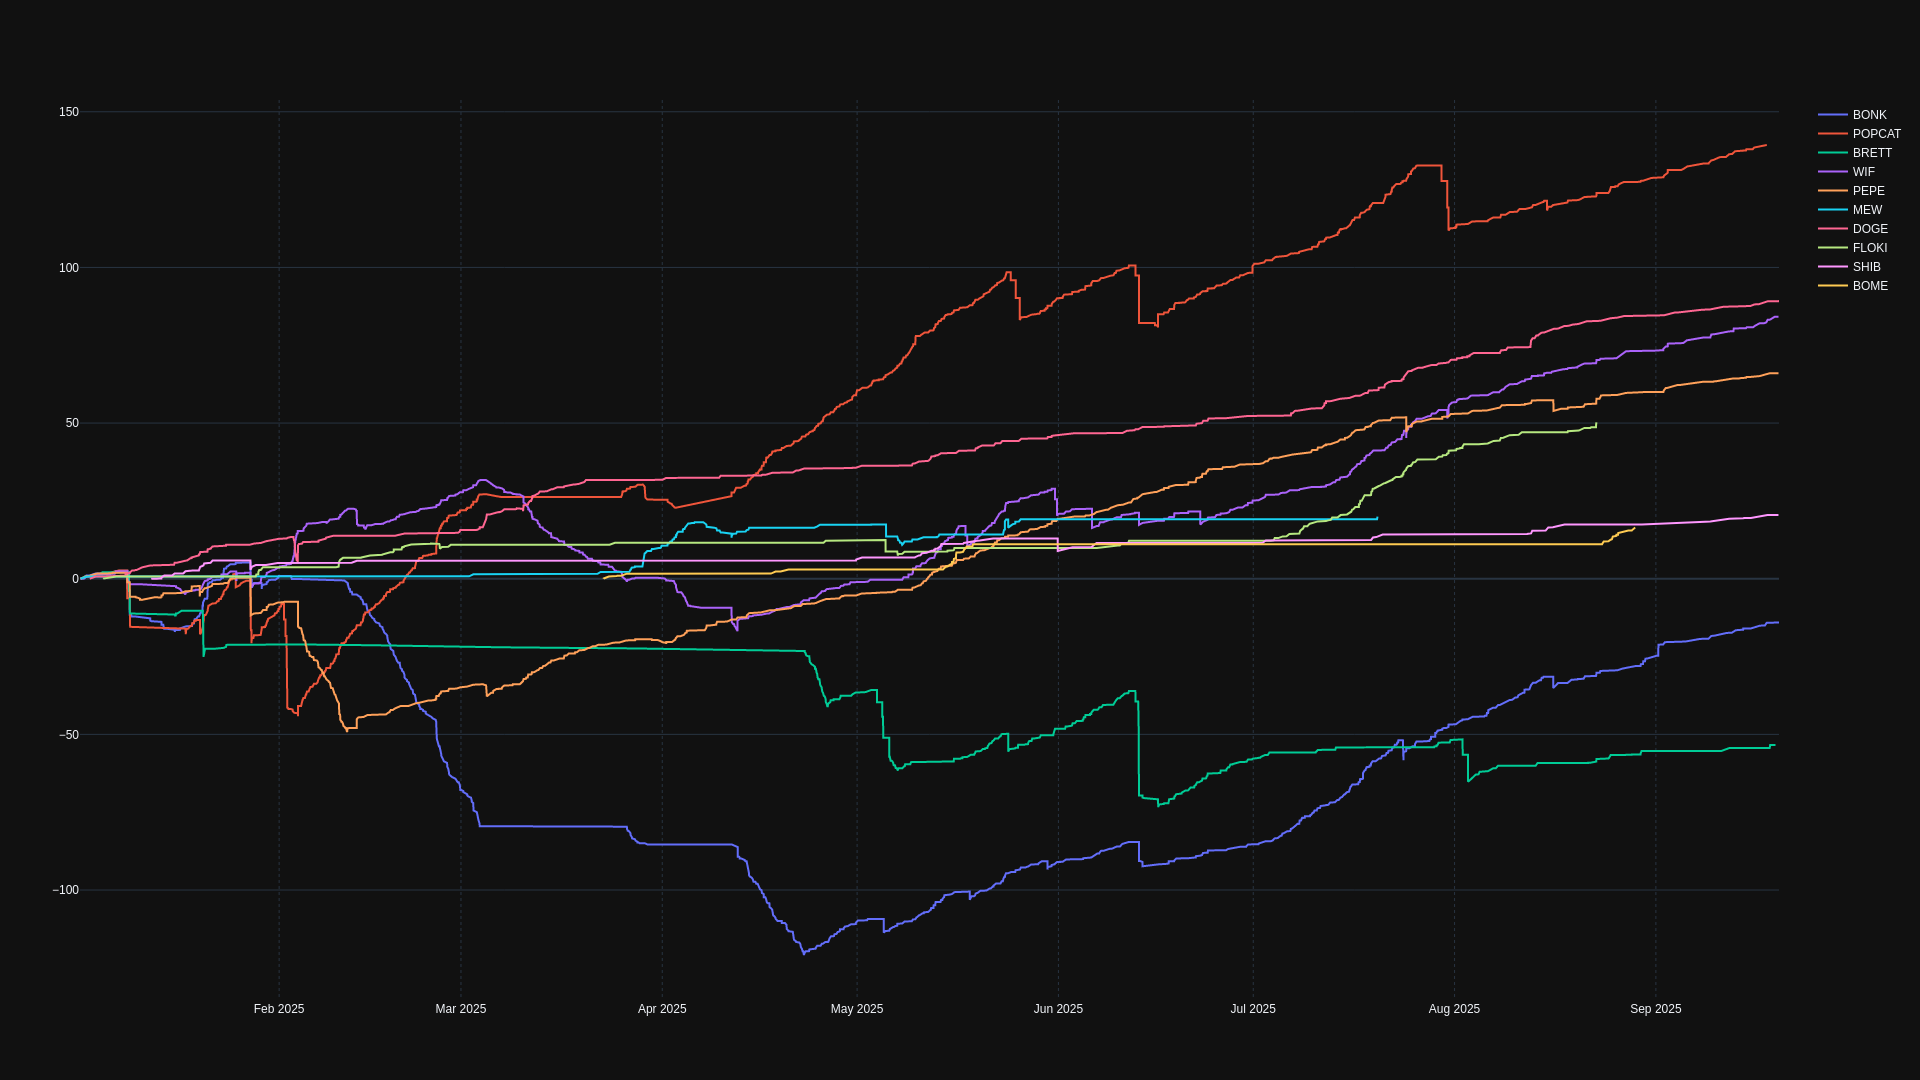 150
100
50
0
−50
−100
Feb 2025
Mar 2025
Apr 2025
May 2025
Jun 2025
Jul 2025
Aug 2025
Sep 2025
BONK
POPCAT
BRETT
WIF
PEPE
MEW
DOGE
FLOKI
SHIB
BOME